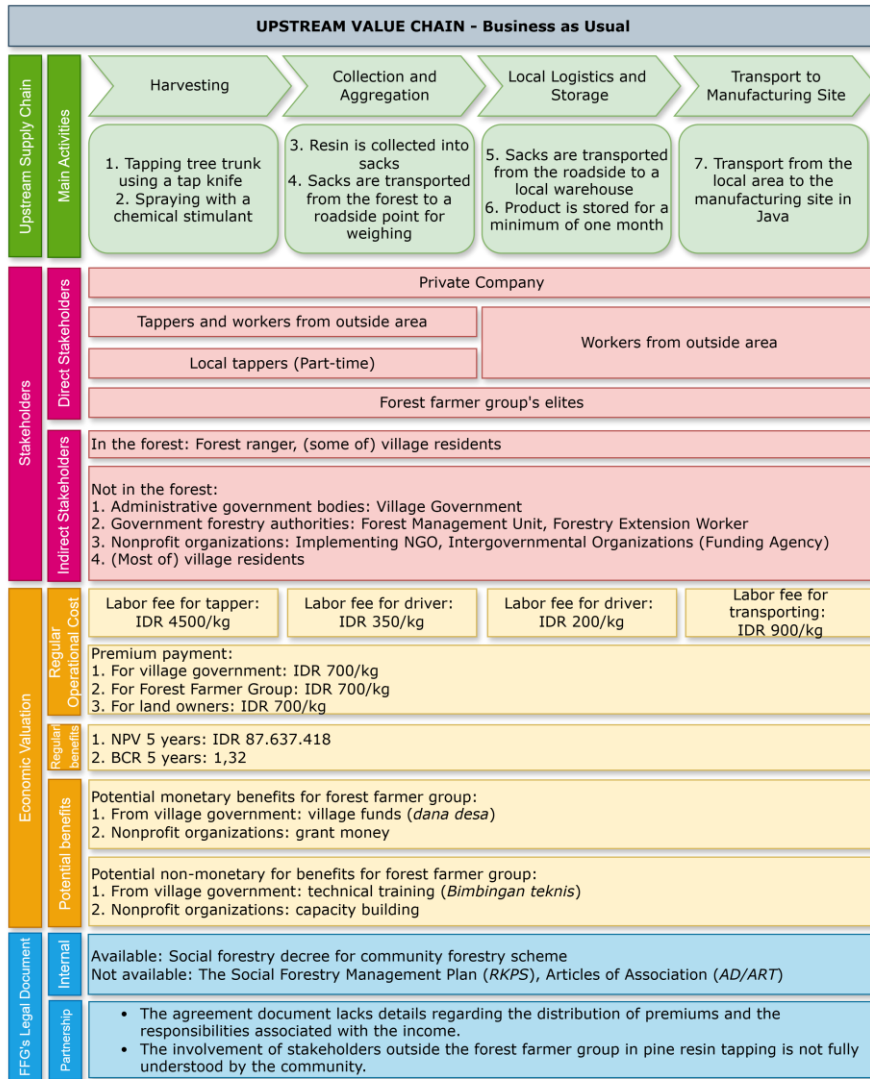 UPSTREAM VALUE CHAIN - Business as Usual
Upstream Supply Chain
Main Activities
Harvesting
Collection and
Aggregation
Local Logistics and
Storage
Transport to
Manufacturing Site
1. Tapping tree trunk
using a tap knife
2. Spraying with a
chemical stimulant
3. Resin is collected into
sacks
4. Sacks are transported
from the forest to a
roadside point for
weighing
5. Sacks are transported
from the roadside to a
local warehouse
6. Product is stored for a
minimum of one month
7. Transport from the
local area to the
manufacturing site in
Java
Stakeholders
Direct Stakeholders
Private Company
Tappers and workers from outside area
Local tappers (Part-time)
Workers from outside area
Forest farmer group's elites
Indirect Stakeholders
In the forest: Forest ranger, (some of) village residents
Not in the forest:
1. Administrative government bodies: Village Government
2. Government forestry authorities: Forest Management Unit, Forestry Extension Worker
3. Nonprofit organizations: Implementing NGO, Intergovernmental Organizations (Funding Agency)
4. (Most of) village residents
Economic Valuation
Regular
Operational Cost
Labor fee for tapper:
IDR 4500/kg
Labor fee for driver:
IDR 350/kg
Labor fee for driver:
IDR 200/kg
Labor fee for
transporting:
IDR 900/kg
Premium payment:
1. For village government: IDR 700/kg
2. For Forest Farmer Group: IDR 700/kg
3. For land owners: IDR 700/kg
Regular
benefits
1. NPV 5 years: IDR 87.637.418
2. BCR 5 years: 1,32
Potential benefits
Potential monetary benefits for forest farmer group:
1. From village government: village funds (dana desa)
2. Nonprofit organizations: grant money
Potential non-monetary for benefits for forest farmer group:
1. From village government: technical training (Bimbingan teknis)
2. Nonprofit organizations: capacity building
FFG's Legal Document
Internal
Available: Social forestry decree for community forestry scheme
Not available: The Social Forestry Management Plan (RKPS), Articles of Association (AD/ART)
Partnership
• The agreement document lacks details regarding the distribution of premiums and the
responsibilities associated with the income.
• The involvement of stakeholders outside the forest farmer group in pine resin tapping is not fully
understood by the community.